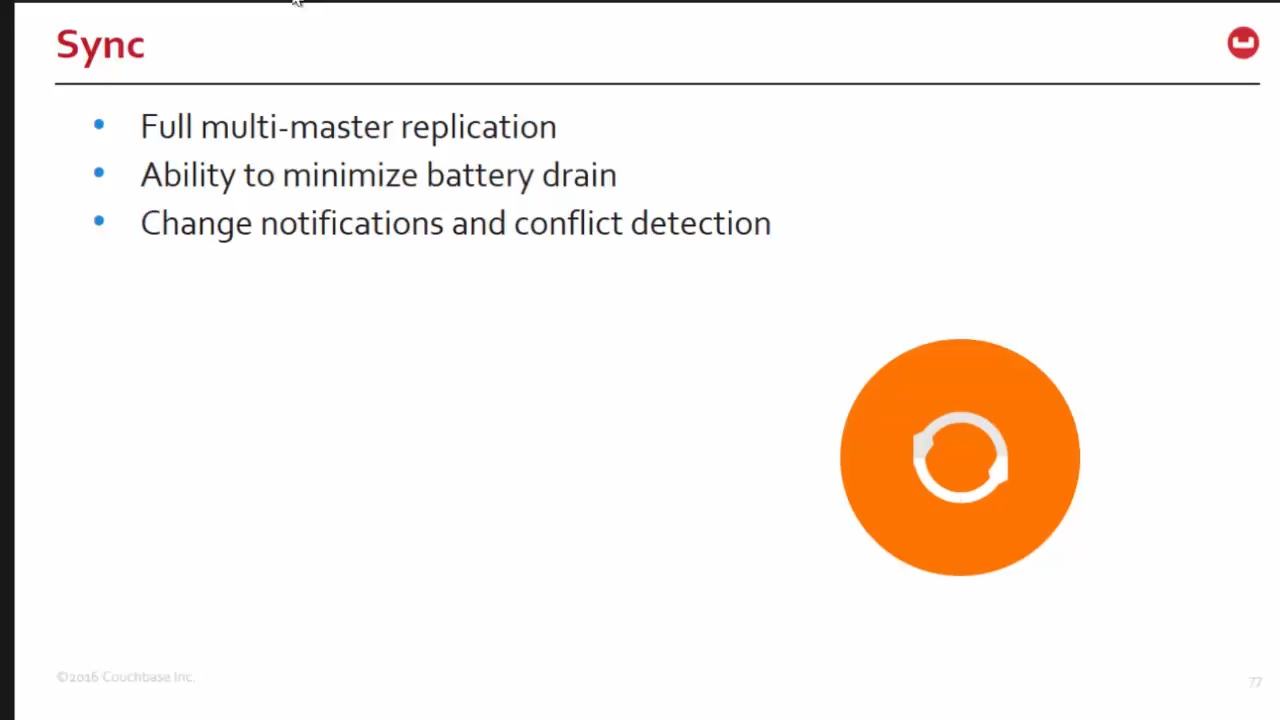 Sync
• Full multi-master replication
• Ability to minimize battery drain
• Change notifications and conflict detection
©2016 Couchbase Inc.
77